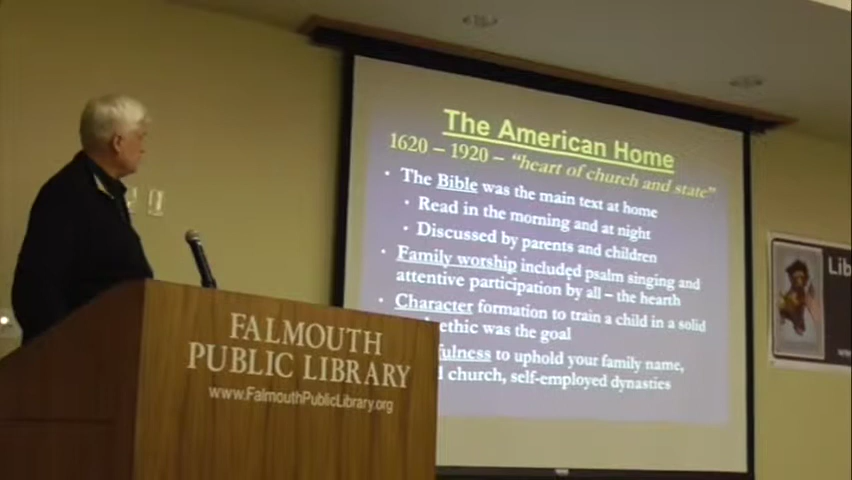 The American Home
1620 – 1920 – "heart of church and state"
• The Bible was the main text at home
• Read in the morning and at night
• Discussed by parents and children
• Family worship included psalm singing and
attentive participation by all – the hearth
• Character formation to train a child in a solid
ethic was the goal
to uphold your family name,
church, self-employed dynasties
FALMOUTH
PUBLIC LIBRARY
www.FalmouthPublicLibrary.org
Lib